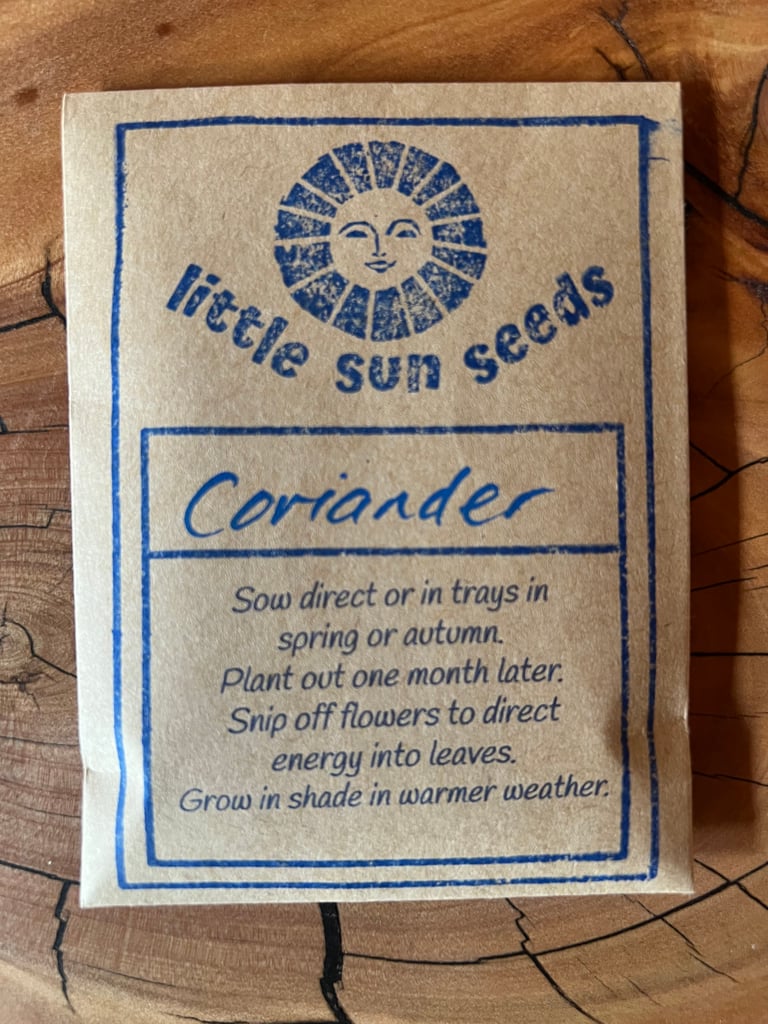 little sun seeds
Coriander
Sow direct or in trays in
spring or autumn.
Plant out one month later.
Snip off flowers to direct
energy into leaves.
Grow in shade in warmer weather.